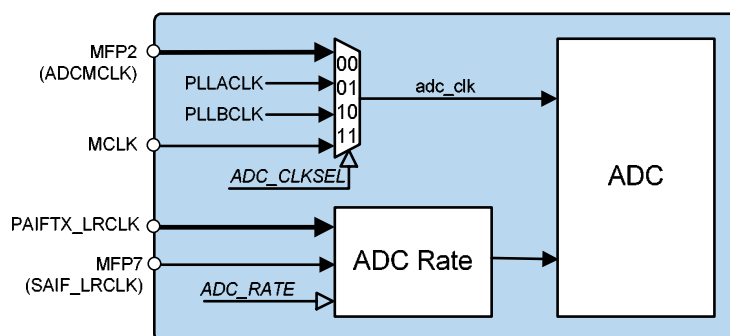 MFP2
(ADCMCLK)
PLLACLK
PLLBCLK
MCLK
00
01
10
11
adc_clk
ADC_CLKSEL
ADC
PAIFTX_LRCLK
MFP7
(SAIF_LRCLK)
ADC_RATE
ADC Rate